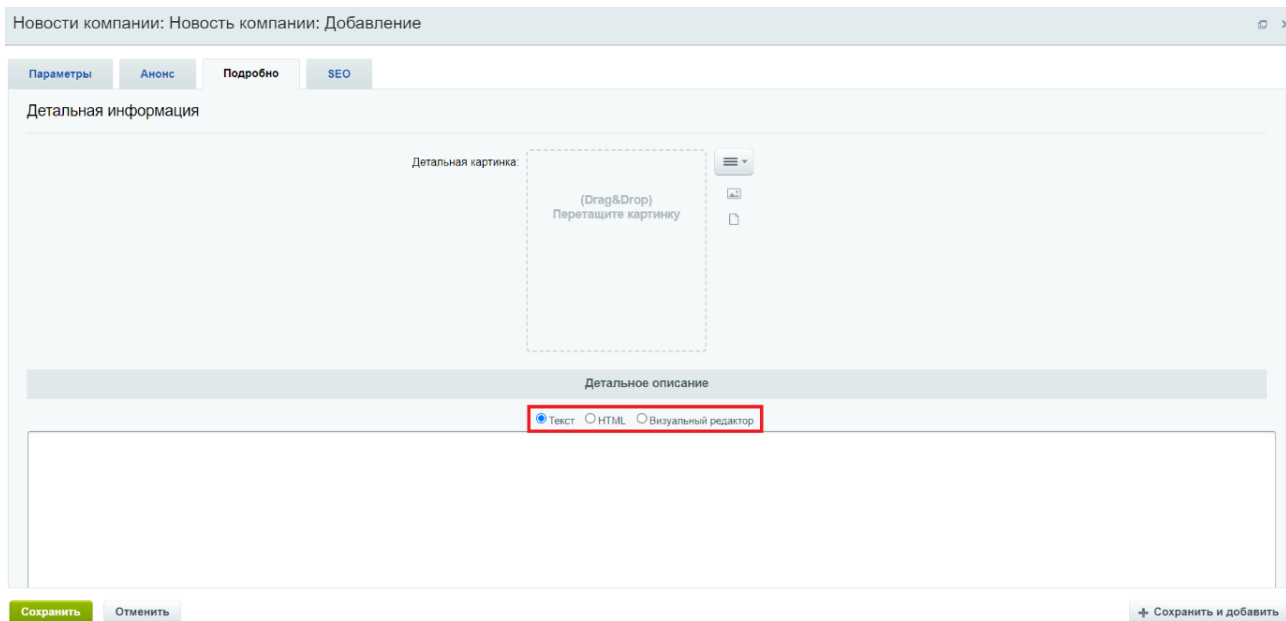 Новости компании: Новость компании: Добавление
Параметры Анонс Подробно SEO
Детальная информация
Детальная картинка:
(Drag&Drop)
Перетащите картинку
Детальное описание
Текст HTML Визуальный редактор
Сохранить Отменить + Сохранить и добавить